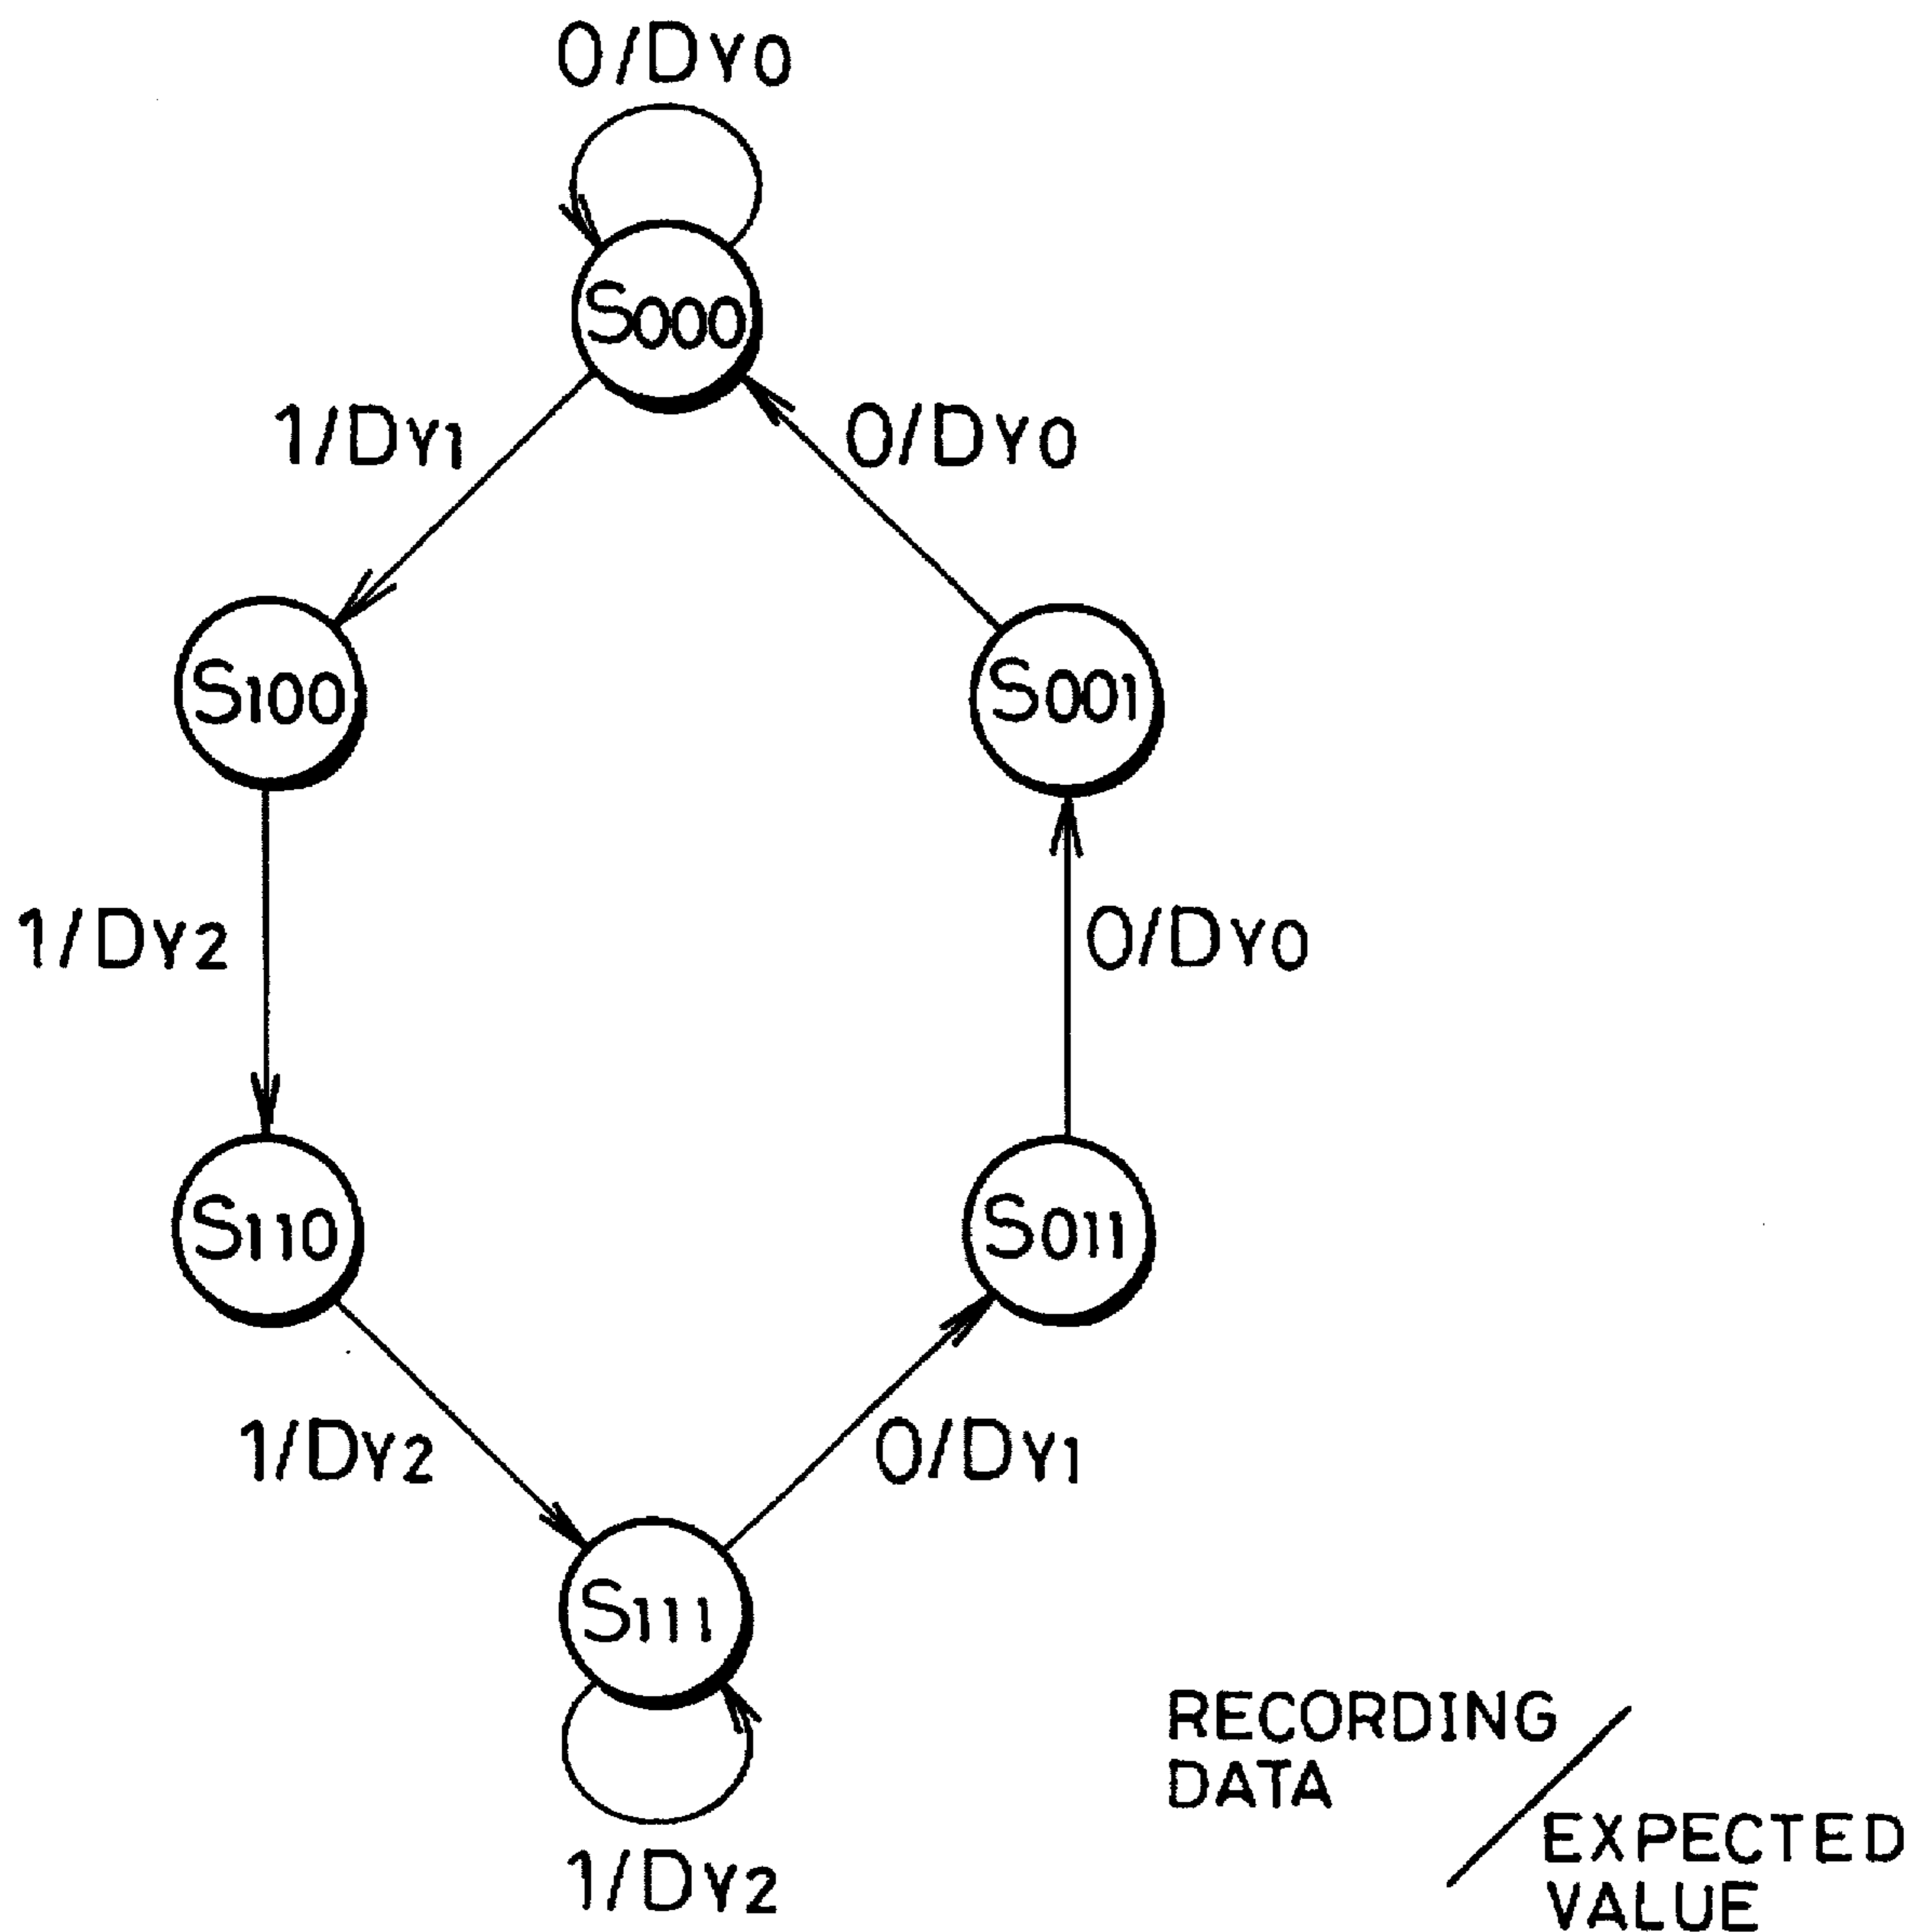 0/DY0
S000
1/DY1
0/DY0
S100
S001
1/DY2
0/DY0
S110
S011
1/DY2
0/DY1
S111
1/DY2
RECORDING
DATA
EXPECTED
VALUE